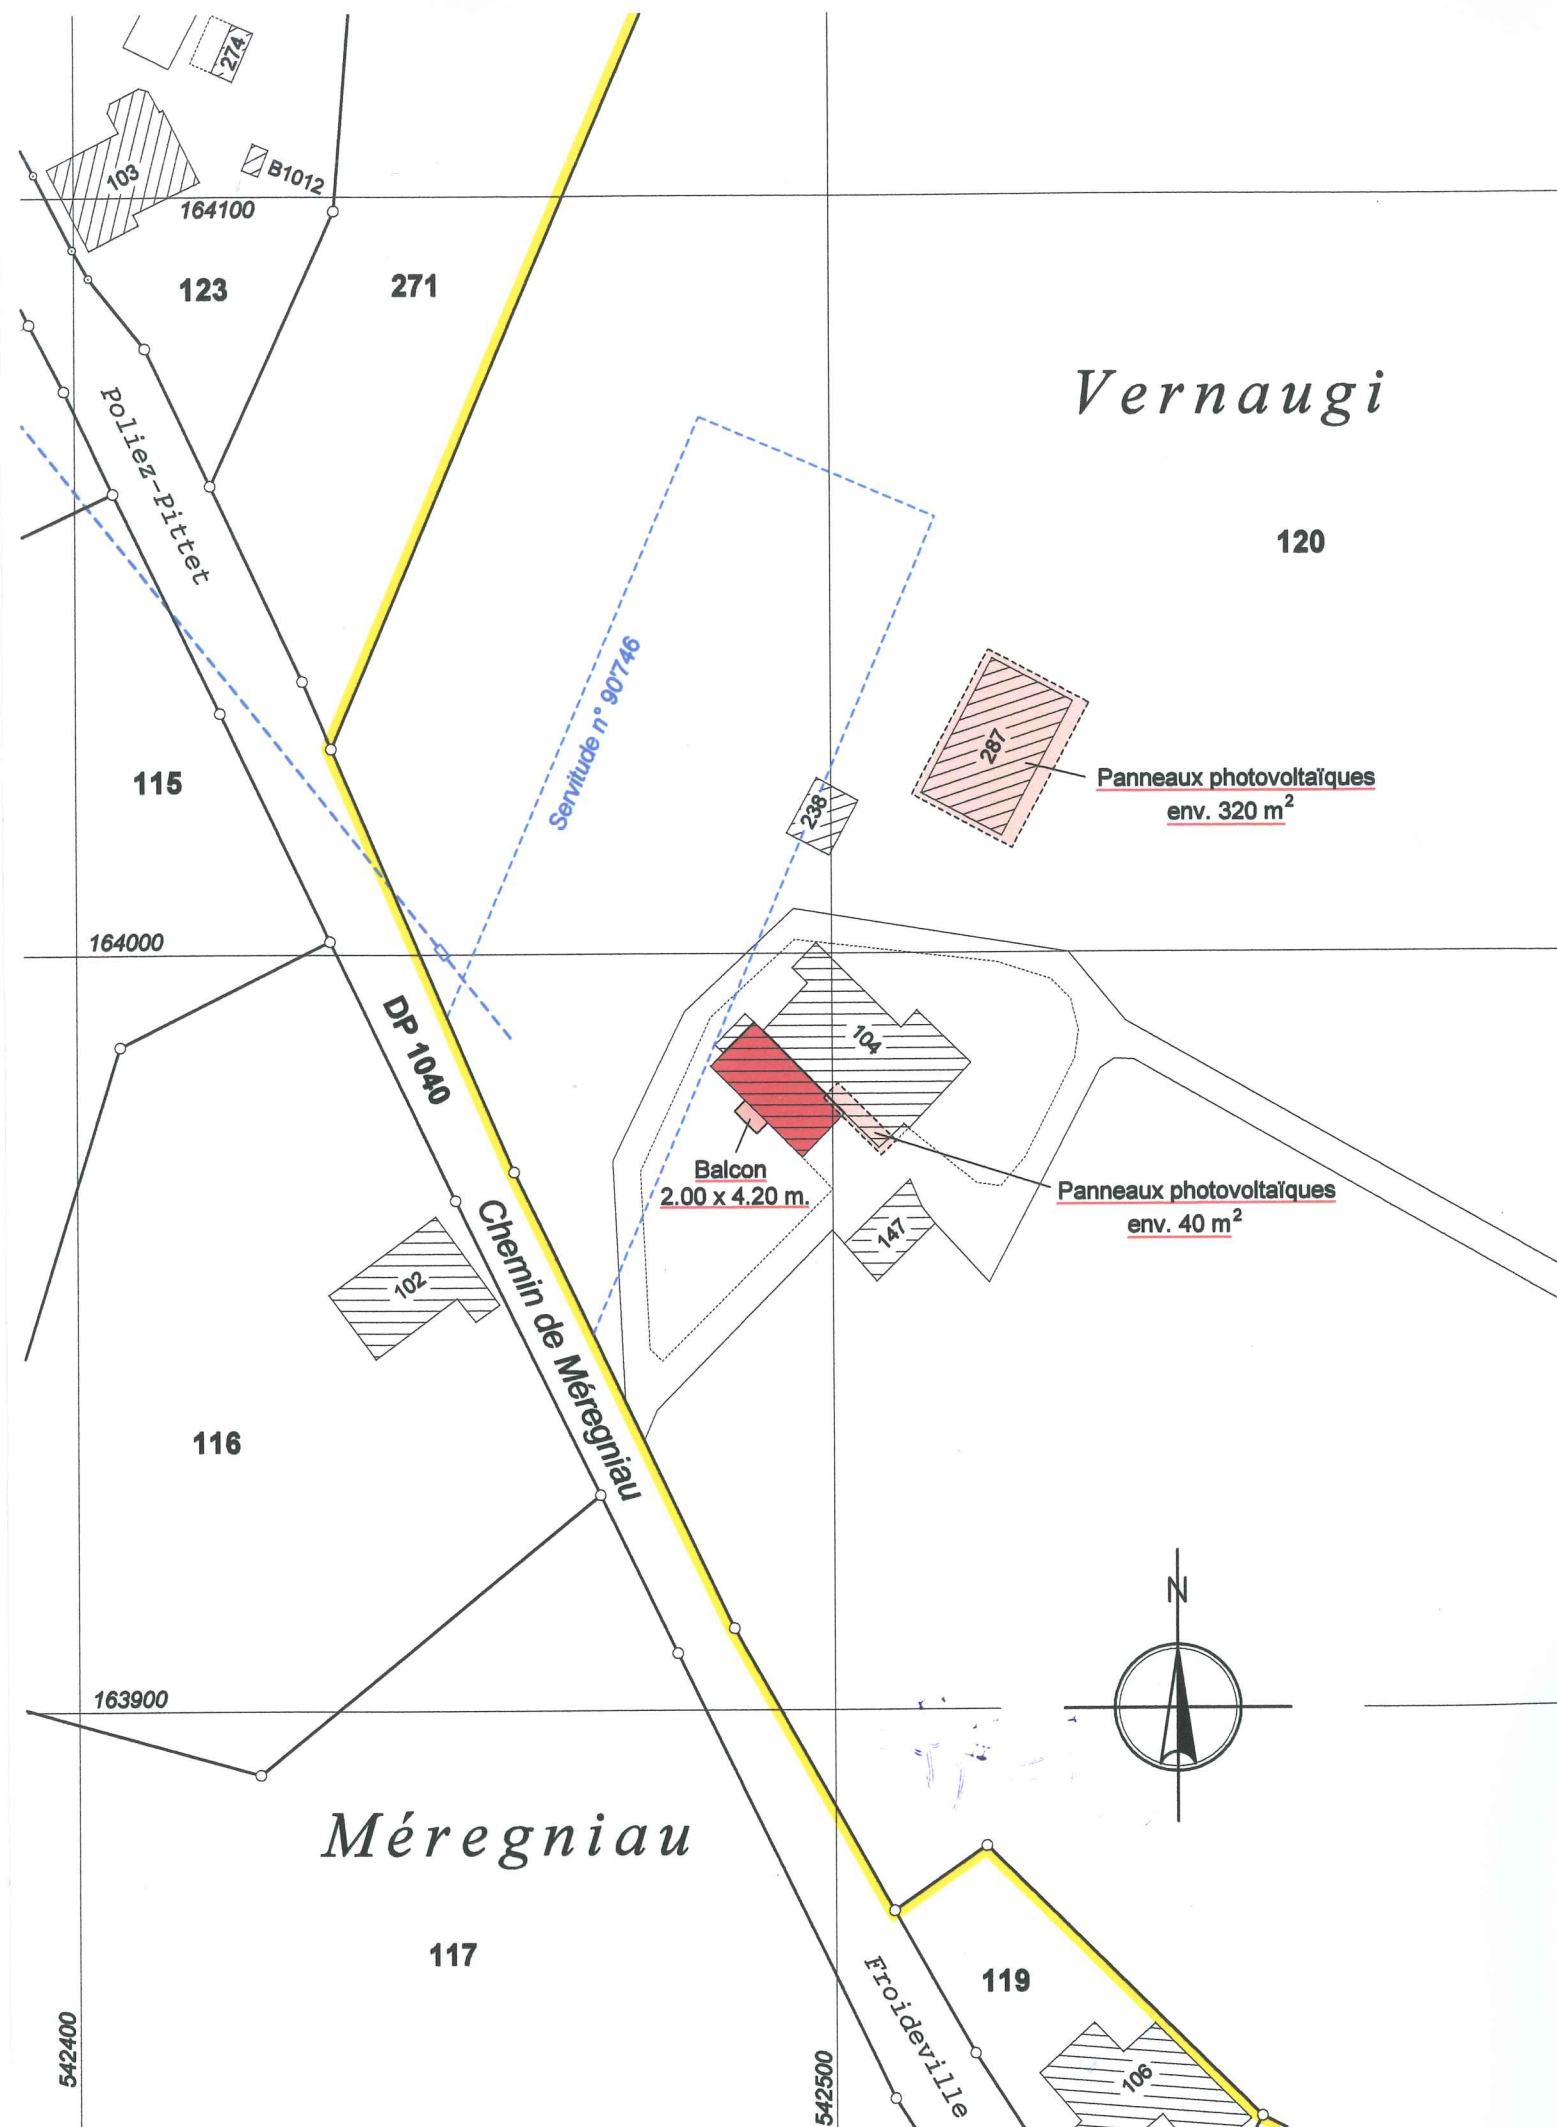 274
103
B1012
164100
123
271
Poliez-Pittet
Vernaugi
120
Servitude n° 90'746
287
115
Panneaux photovoltaïques
env. 320 m²
238
164000
DP 1040
104
Balcon
2.00 x 4.20 m.
Panneaux photovoltaïques
env. 40 m²
147
Chemin de Méregniau
102
116
N
163900
Méregniau
117
119
Froideville
542400
542500
106